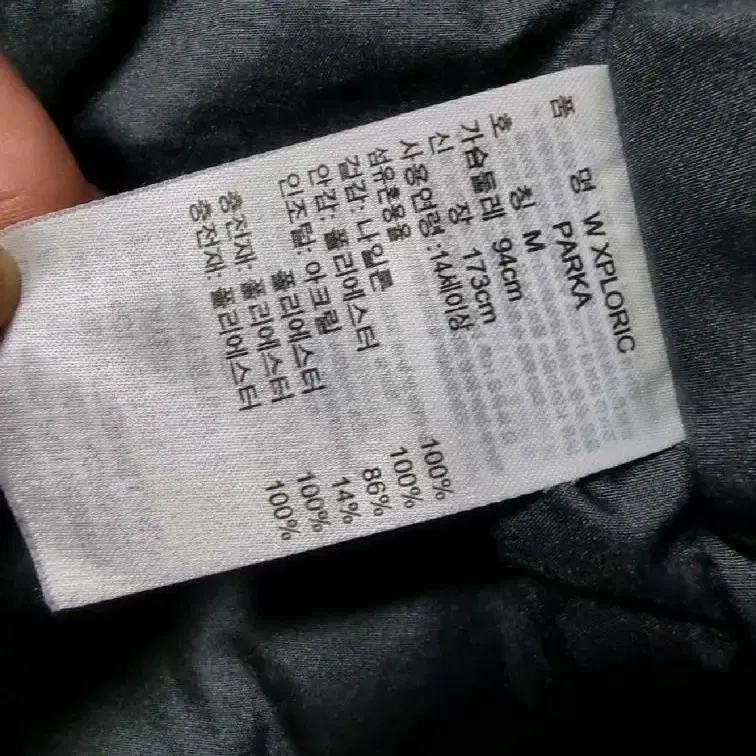 품 명 W XPLORIC
PARKA
호 칭 M
가슴둘레 94cm
신 장 173cm
사용연령 :14세이상
섬유혼용율
겉감: 나일론 100%
안감: 폴리에스터 100%
인조털: 아크릴 86%
폴리에스터 14%
충전재: 폴리에스터 100%
충전재: 폴리에스터 100%